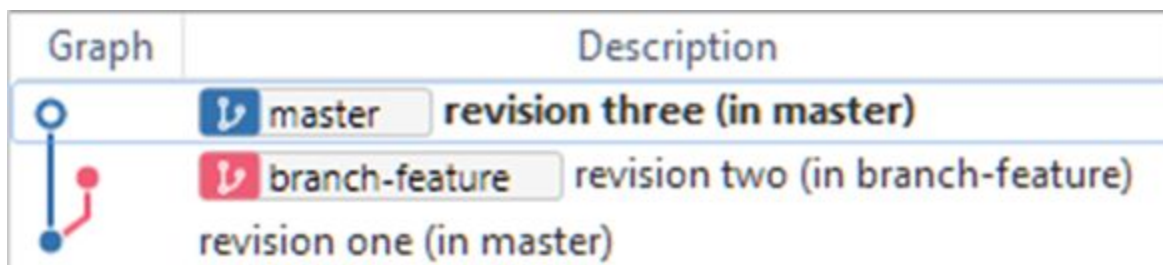 Graph Description
master revision three (in master)
branch-feature revision two (in branch-feature)
revision one (in master)